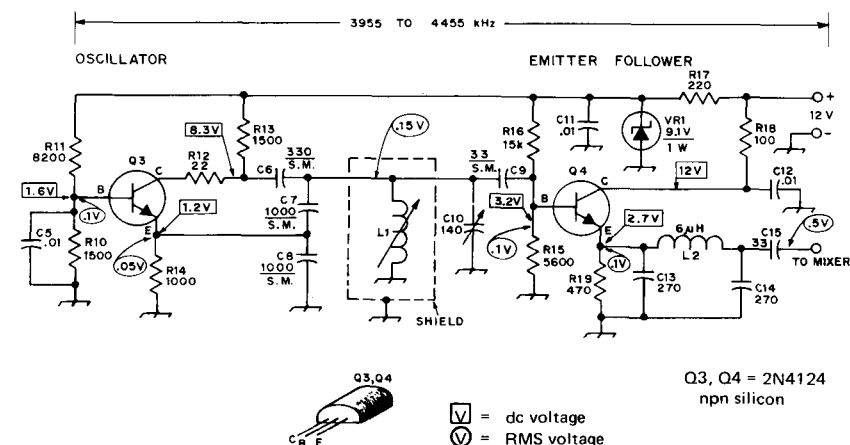 3955 TO 4455 kHz
OSCILLATOR
EMITTER FOLLOWER
R17
220
R11
8200
8.3V
R13
1500
.15V
R16
15k
C11
.01
VR1
9.1V
1 W
R18
100
+
12 V
-
Q3
C
R12
22
C6
330
S.M.
33
S.M.
C9
Q4
C
12V
C12
.01
1.6V
B
.1V
1.2V
E
C7
1000
S.M.
L1
C10
140
3.2V
B
2.7V
E
6µH
L2
C15
33
.5V
TO MIXER
C5
.01
R10
1500
.05V
R14
1000
C8
1000
S.M.
.1V
R15
5600
.1V
R19
470
C13
270
C14
270
SHIELD
Q3,Q4
C B E
V = dc voltage
V = RMS voltage
Q3, Q4 = 2N4124
npn silicon